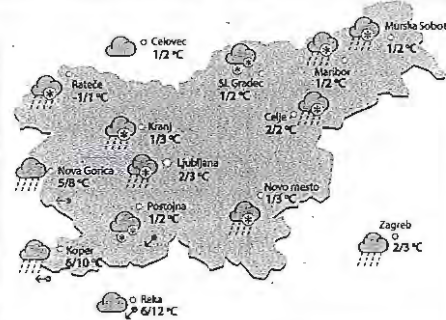 Celovec
1/2 °C
Murska Sobota
1/2 °C
Maribor
1/2 °C
Sl. Gradec
1/2 °C
Rateče
-1/1 °C
Celje
2/2 °C
Kranj
1/3 °C
Ljubljana
2/3 °C
Nova Gorica
5/8 °C
Novo mesto
1/3 °C
Postojna
1/2 °C
Zagreb
2/3 °C
Koper
6/10 °C
Reka
6/12 °C